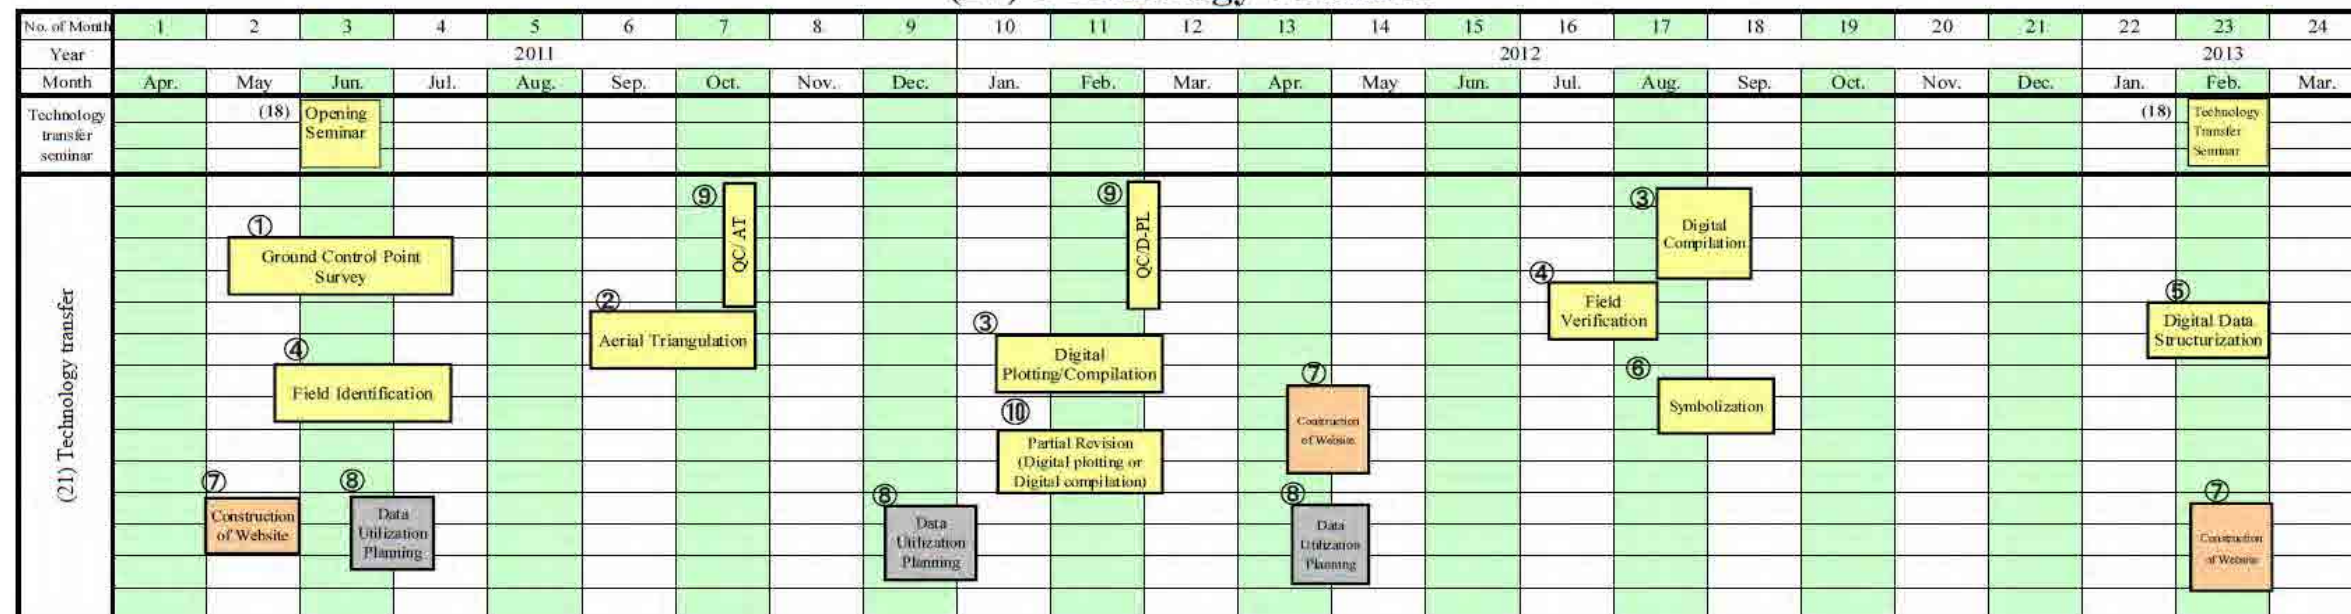 No. of Month 1 2 3 4 5 6 7 8 9 10 11 12 13 14 15 16 17 18 19 20 21 22 23 24
Year 2011 2012 2013
Month Apr. May Jun. Jul. Aug. Sep. Oct. Nov. Dec. Jan. Feb. Mar. Apr. May Jun. Jul. Aug. Sep. Oct. Nov. Dec. Jan. Feb. Mar.
Technology
transfer
seminar
(18) Opening
Seminar
(18) Technology
Transfer
Seminar
(21) Technology transfer
①
Ground Control Point
Survey
④
Field Identification
⑦
Construction
of Website
⑧
Data
Utilization
Planning
⑨
QC/ AT
②
Aerial Triangulation
⑧
Data
Utilization
Planning
⑨
QC/D-PL
③
Digital
Plotting/Compilation
⑩
Partial Revision
(Digital plotting or
Digital compilation)
⑦
Construction
of Website
⑧
Data
Utilization
Planning
③
Digital
Compilation
④
Field
Verification
⑥
Symbolization
⑤
Digital Data
Structurization
⑦
Construction
of Website